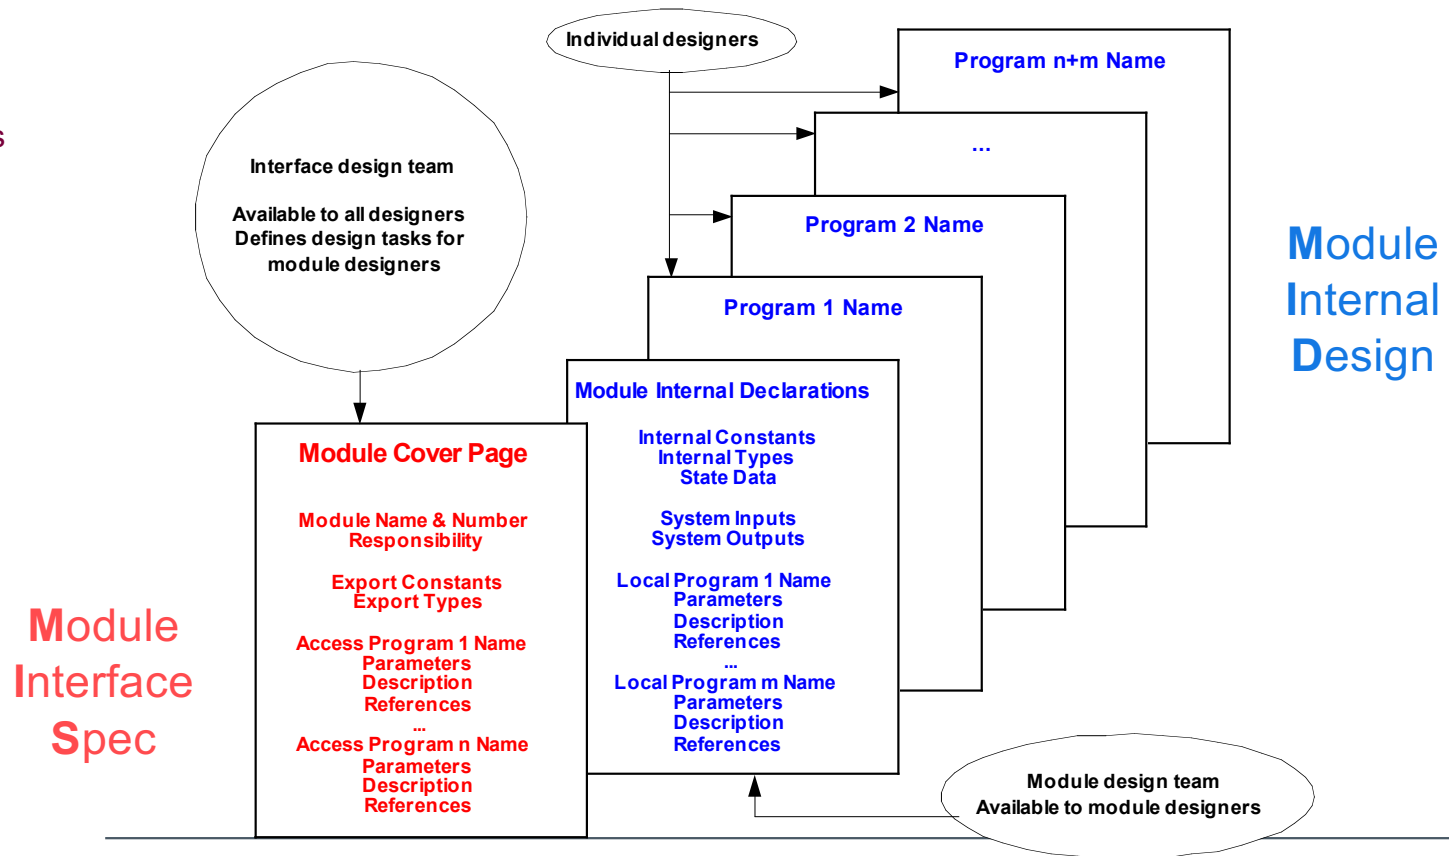 Individual designers
Program n+m Name
s
...
Interface design team
Available to all designers
Defines design tasks for
module designers
Program 2 Name
Module
Internal
Design
Program 1 Name
Module Internal Declarations
Internal Constants
Internal Types
State Data
System Inputs
System Outputs
Local Program 1 Name
Parameters
Description
References
...
Local Program m Name
Parameters
Description
References
Module Cover Page
Module Name & Number
Responsibility
Export Constants
Export Types
Access Program 1 Name
Parameters
Description
References
...
Access Program n Name
Parameters
Description
References
Module
Interface
Spec
Module design team
Available to module designers